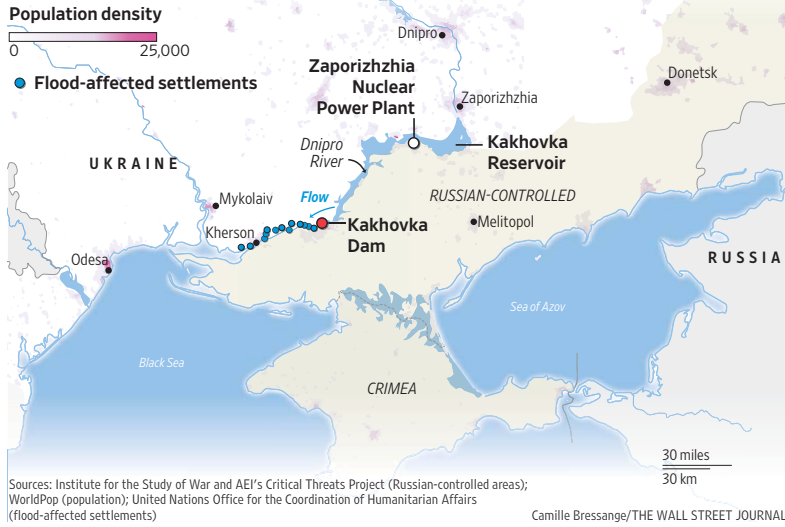 Population density
0
25,000
Flood-affected settlements
Dnipro
Zaporizhzhia
Nuclear
Power Plant
Donetsk
Zaporizhzhia
Dnipro
River
Kakhovka
Reservoir
UKRAINE
Flow
RUSSIAN-CONTROLLED
Mykolaiv
Kherson
Kakhovka
Dam
Melitopol
Odesa
RUSSIA
Sea of Azov
Black Sea
CRIMEA
30 miles
30 km
Sources: Institute for the Study of War and AEI's Critical Threats Project (Russian-controlled areas);
WorldPop (population); United Nations Office for the Coordination of Humanitarian Affairs
(flood-affected settlements)
Camille Bressange/THE WALL STREET JOURNAL